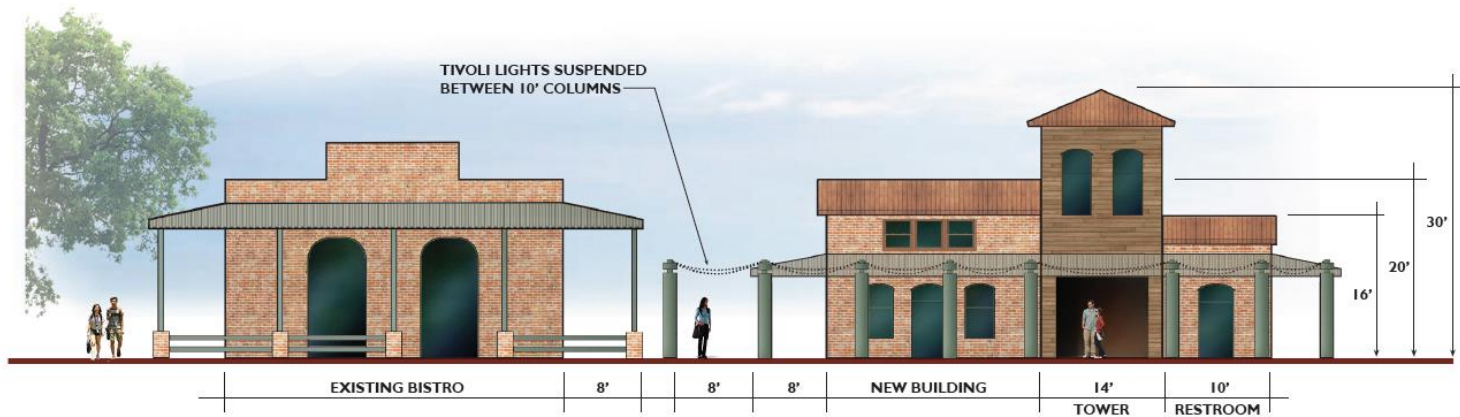 TIVOLI LIGHTS SUSPENDED
BETWEEN 10' COLUMNS
30'
20'
16'
EXISTING BISTRO
8'
8'
8'
NEW BUILDING
14'
10'
TOWER
RESTROOM